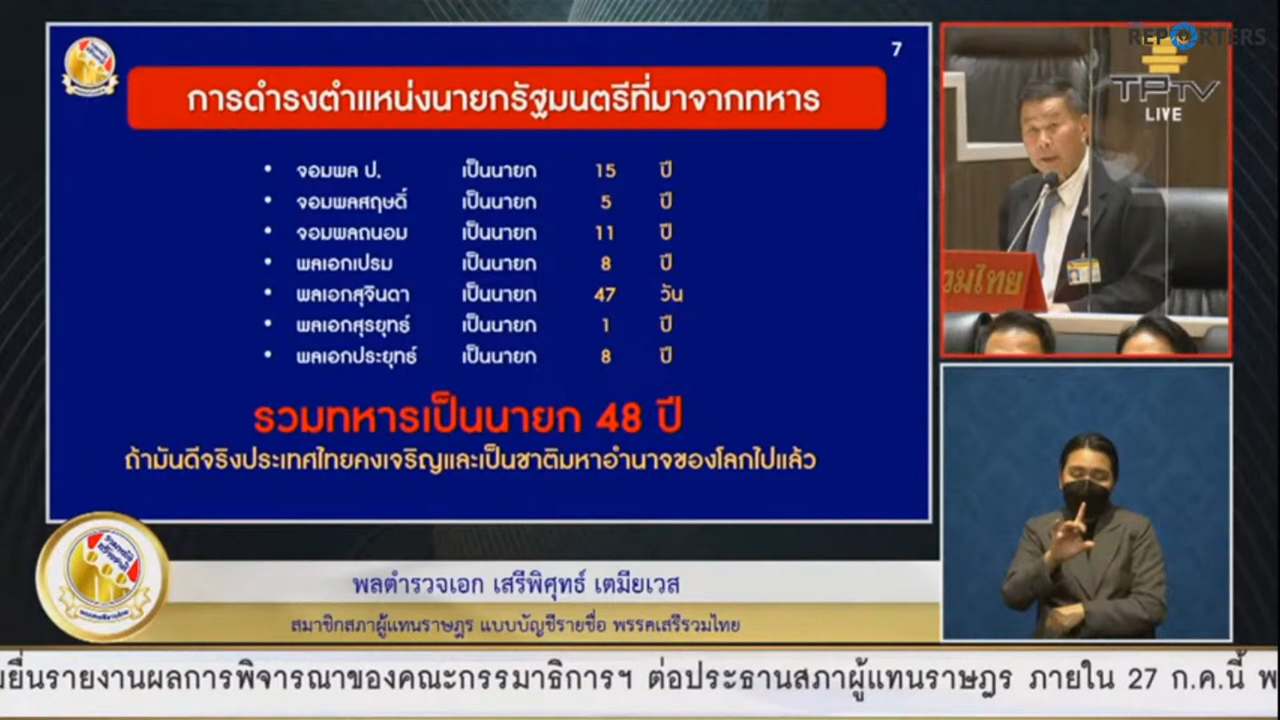 THE REPORTERS
7
TPTV
LIVE
การดำรงตำแหน่งนายกรัฐมนตรีที่มาจากทหาร
• จอมพล ป. เป็นนายก 15 ปี
• จอมพลสฤษดิ์ เป็นนายก 5 ปี
• จอมพลถนอม เป็นนายก 11 ปี
• พลเอกเปรม เป็นนายก 8 ปี
• พลเอกสุจินดา เป็นนายก 47 วัน
• พลเอกสุรยุทธ์ เป็นนายก 1 ปี
• พลเอกประยุทธ์ เป็นนายก 8 ปี
รวมไทย
รวมทหารเป็นนายก 48 ปี
ถ้ามันดีจริงประเทศไทยคงเจริญและเป็นชาติมหาอำนาจของโลกไปแล้ว
พลตำรวจเอก เสรีพิศุทธ์ เตมียเวส
สมาชิกสภาผู้แทนราษฎร แบบบัญชีรายชื่อ พรรคเสรีรวมไทย
ยื่นรายงานผลการพิจารณาของคณะกรรมาธิการฯ ต่อประธานสภาผู้แทนราษฎร ภายใน 27 ก.ค.นี้ พ